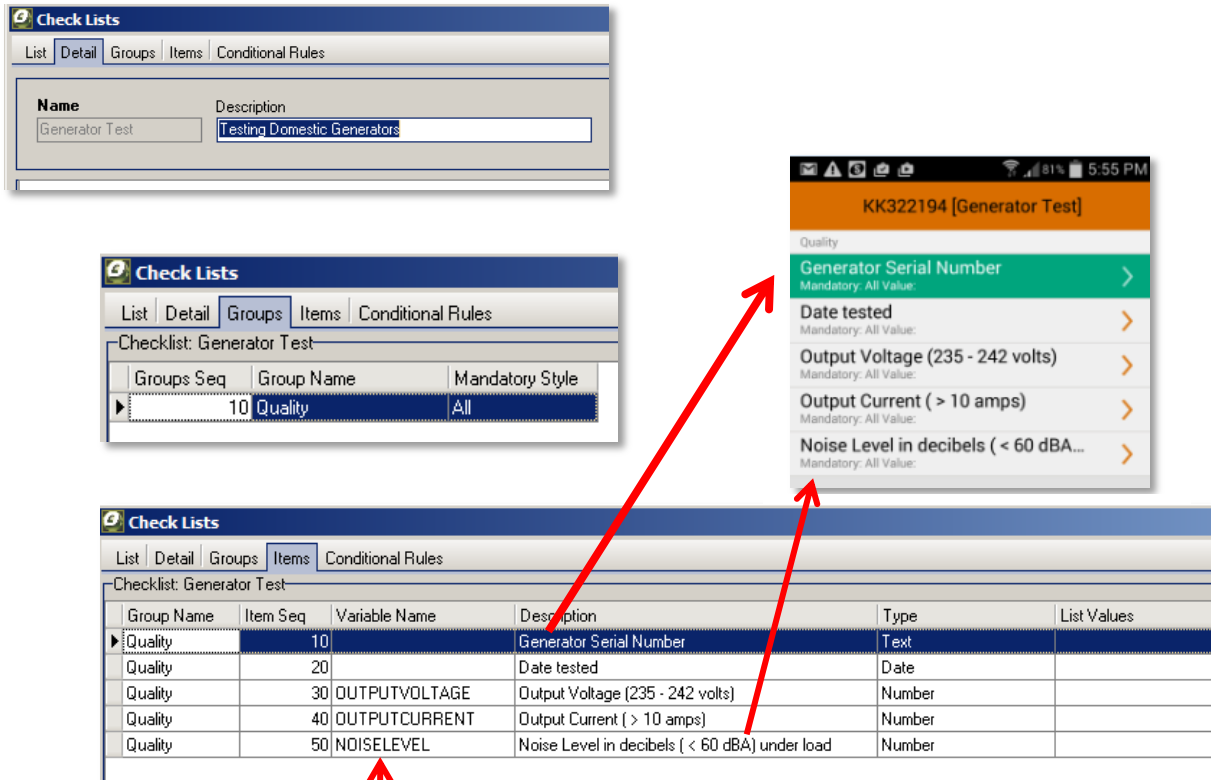 Check Lists
List Detail Groups Items Conditional Rules
Name Description
Generator Test Testing Domestic Generators
81% 5:55 PM
KK322194 [Generator Test]
Quality
Generator Serial Number
Mandatory: All Value:
Date tested
Mandatory: All Value:
Output Voltage (235 - 242 volts)
Mandatory: All Value:
Output Current ( > 10 amps)
Mandatory: All Value:
Noise Level in decibels ( < 60 dBA...
Mandatory: All Value:
Check Lists
List Detail Groups Items Conditional Rules
Checklist: Generator Test
Groups Seq Group Name Mandatory Style
10 Quality All
Check Lists
List Detail Groups Items Conditional Rules
Checklist: Generator Test
Group Name Item Seq Variable Name Description Type List Values
Quality 10 Generator Serial Number Text
Quality 20 Date tested Date
Quality 30 OUTPUTVOLTAGE Output Voltage (235 - 242 volts) Number
Quality 40 OUTPUTCURRENT Output Current ( > 10 amps) Number
Quality 50 NOISELEVEL Noise Level in decibels ( < 60 dBA) under load Number